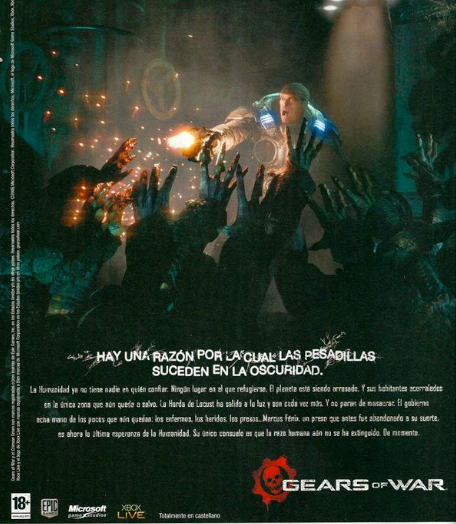 HAY UNA RAZÓN POR LA CUAL LAS PESADILLAS
SUCEDEN EN LA OSCURIDAD.
La Humanidad ya no tiene nadie en quién confiar. Ningún lugar en el que refugiarse. El planeta está siendo arrasado. Y sus habitantes acorralados
en la única zona que aún queda a salvo. La Horda de Locust ha salido a la luz y son cada vez más. Y no paran de masacrar. El gobierno
echa mano de los pocos que aún quedan: los enfermos, los heridos, los presos...Marcus Fénix, un preso que antes fue abandonado a su suerte,
es ahora la última esperanza de la Humanidad. Su único consuelo es que la raza humana aún no se ha extinguido. De momento.
GEARS OF WAR
18+
EPIC
GAMES
Microsoft
game studios
XBOX
LIVE
Totalmente en castellano